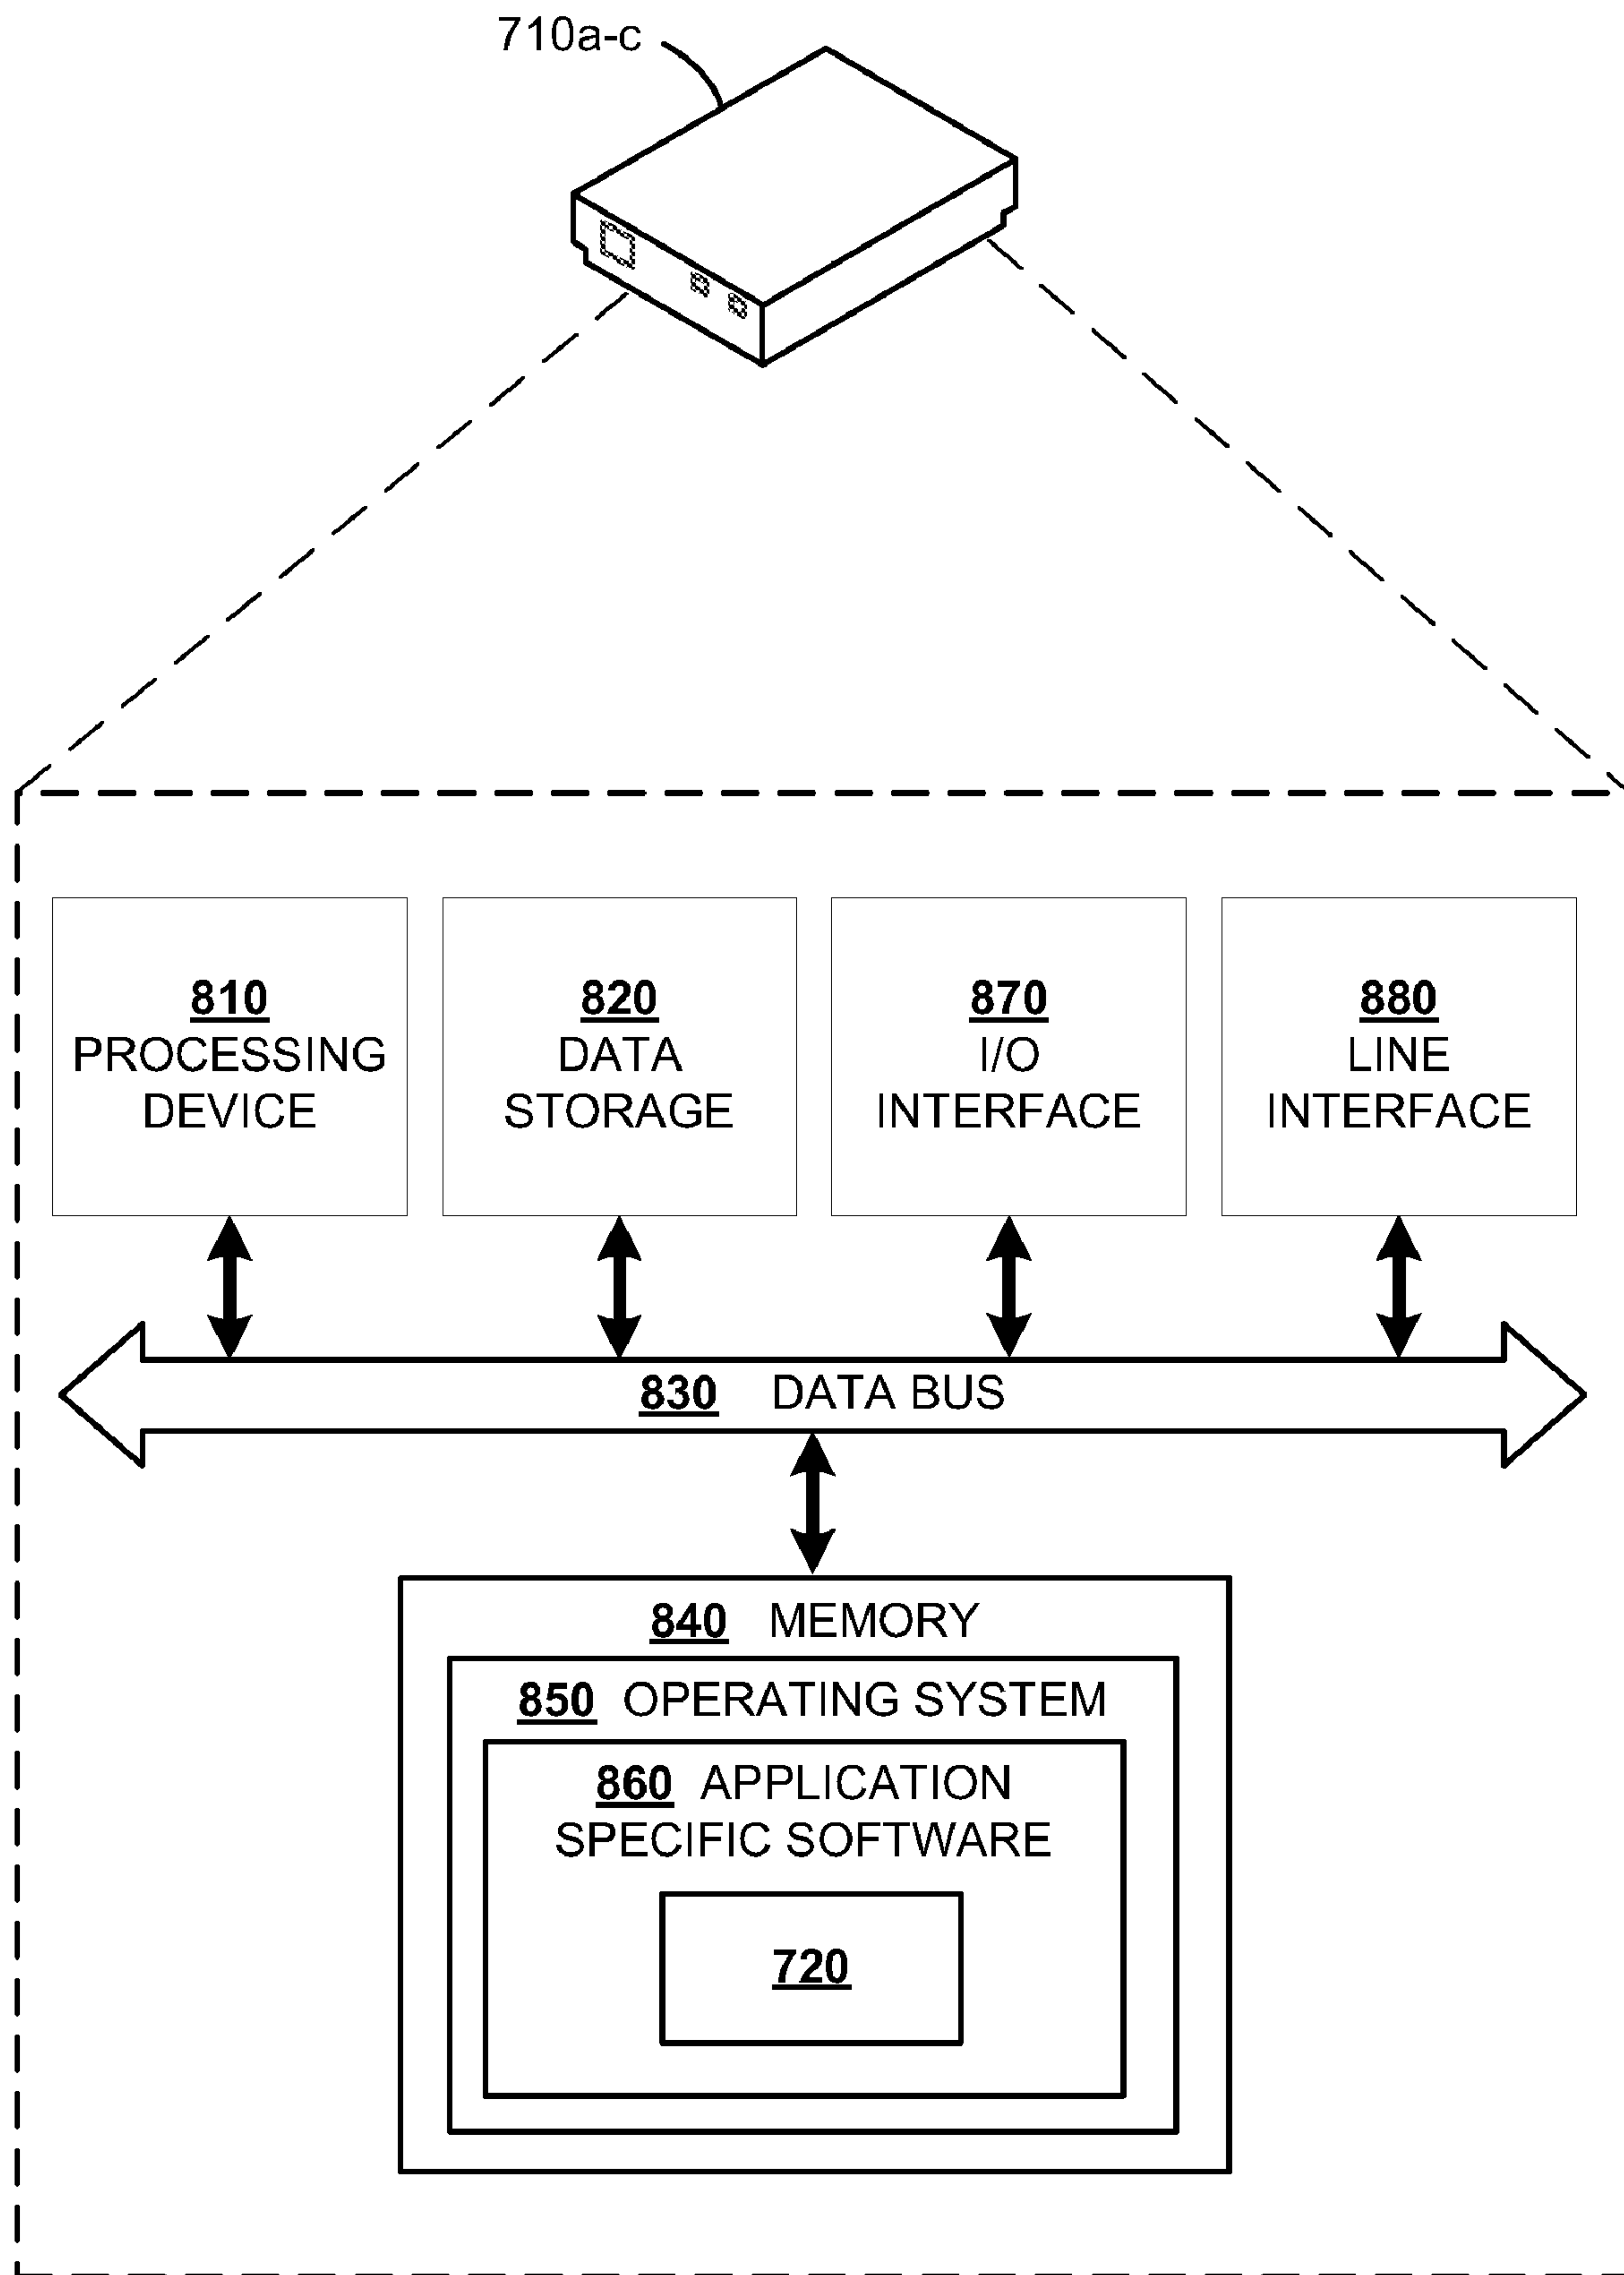 710a-c
810
PROCESSING
DEVICE
820
DATA
STORAGE
870
I/O
INTERFACE
880
LINE
INTERFACE
830 DATA BUS
840 MEMORY
850 OPERATING SYSTEM
860 APPLICATION
SPECIFIC SOFTWARE
720